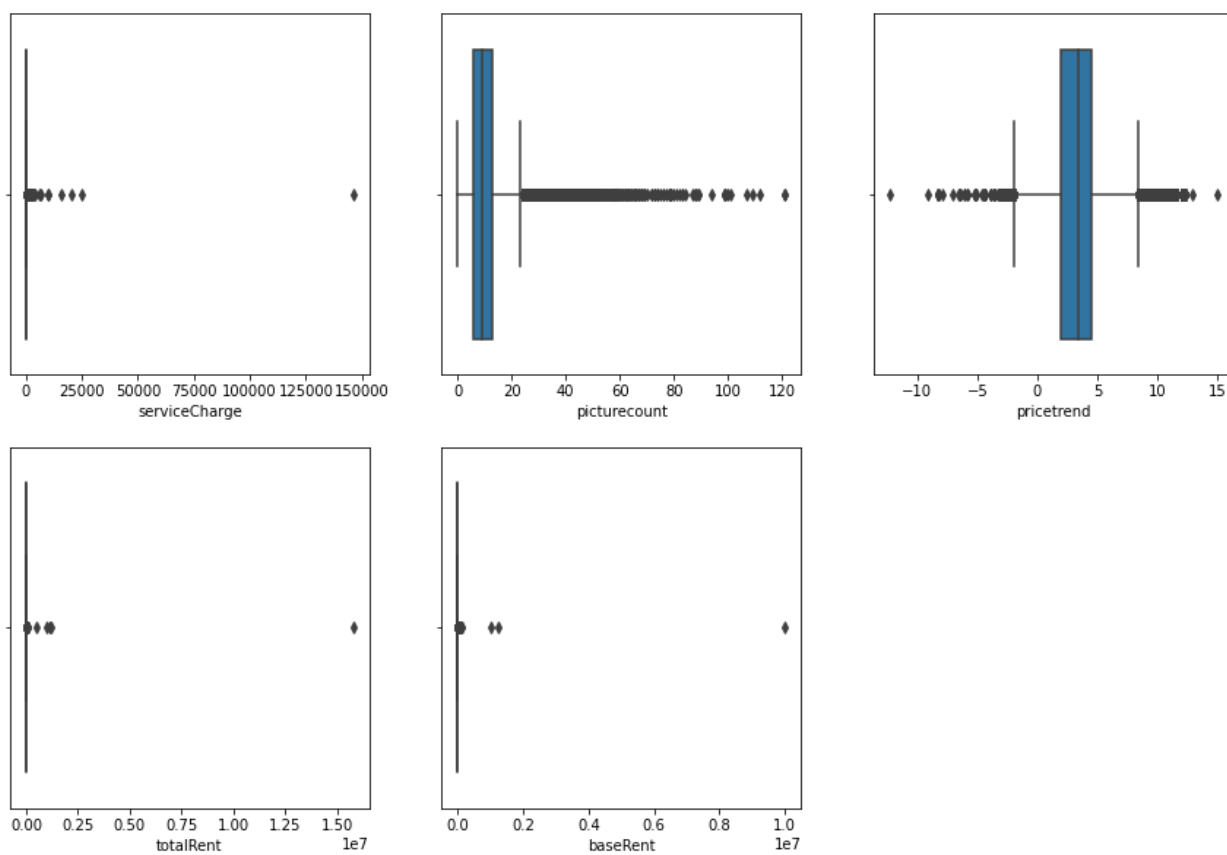 0 25000 50000 75000 100000 125000 150000
serviceCharge
0 20 40 60 80 100 120
picturecount
−10 −5 0 5 10 15
pricetrend
0.00 0.25 0.50 0.75 1.00 1.25 1.50
totalRent 1e7
0.0 0.2 0.4 0.6 0.8 1.0
baseRent 1e7